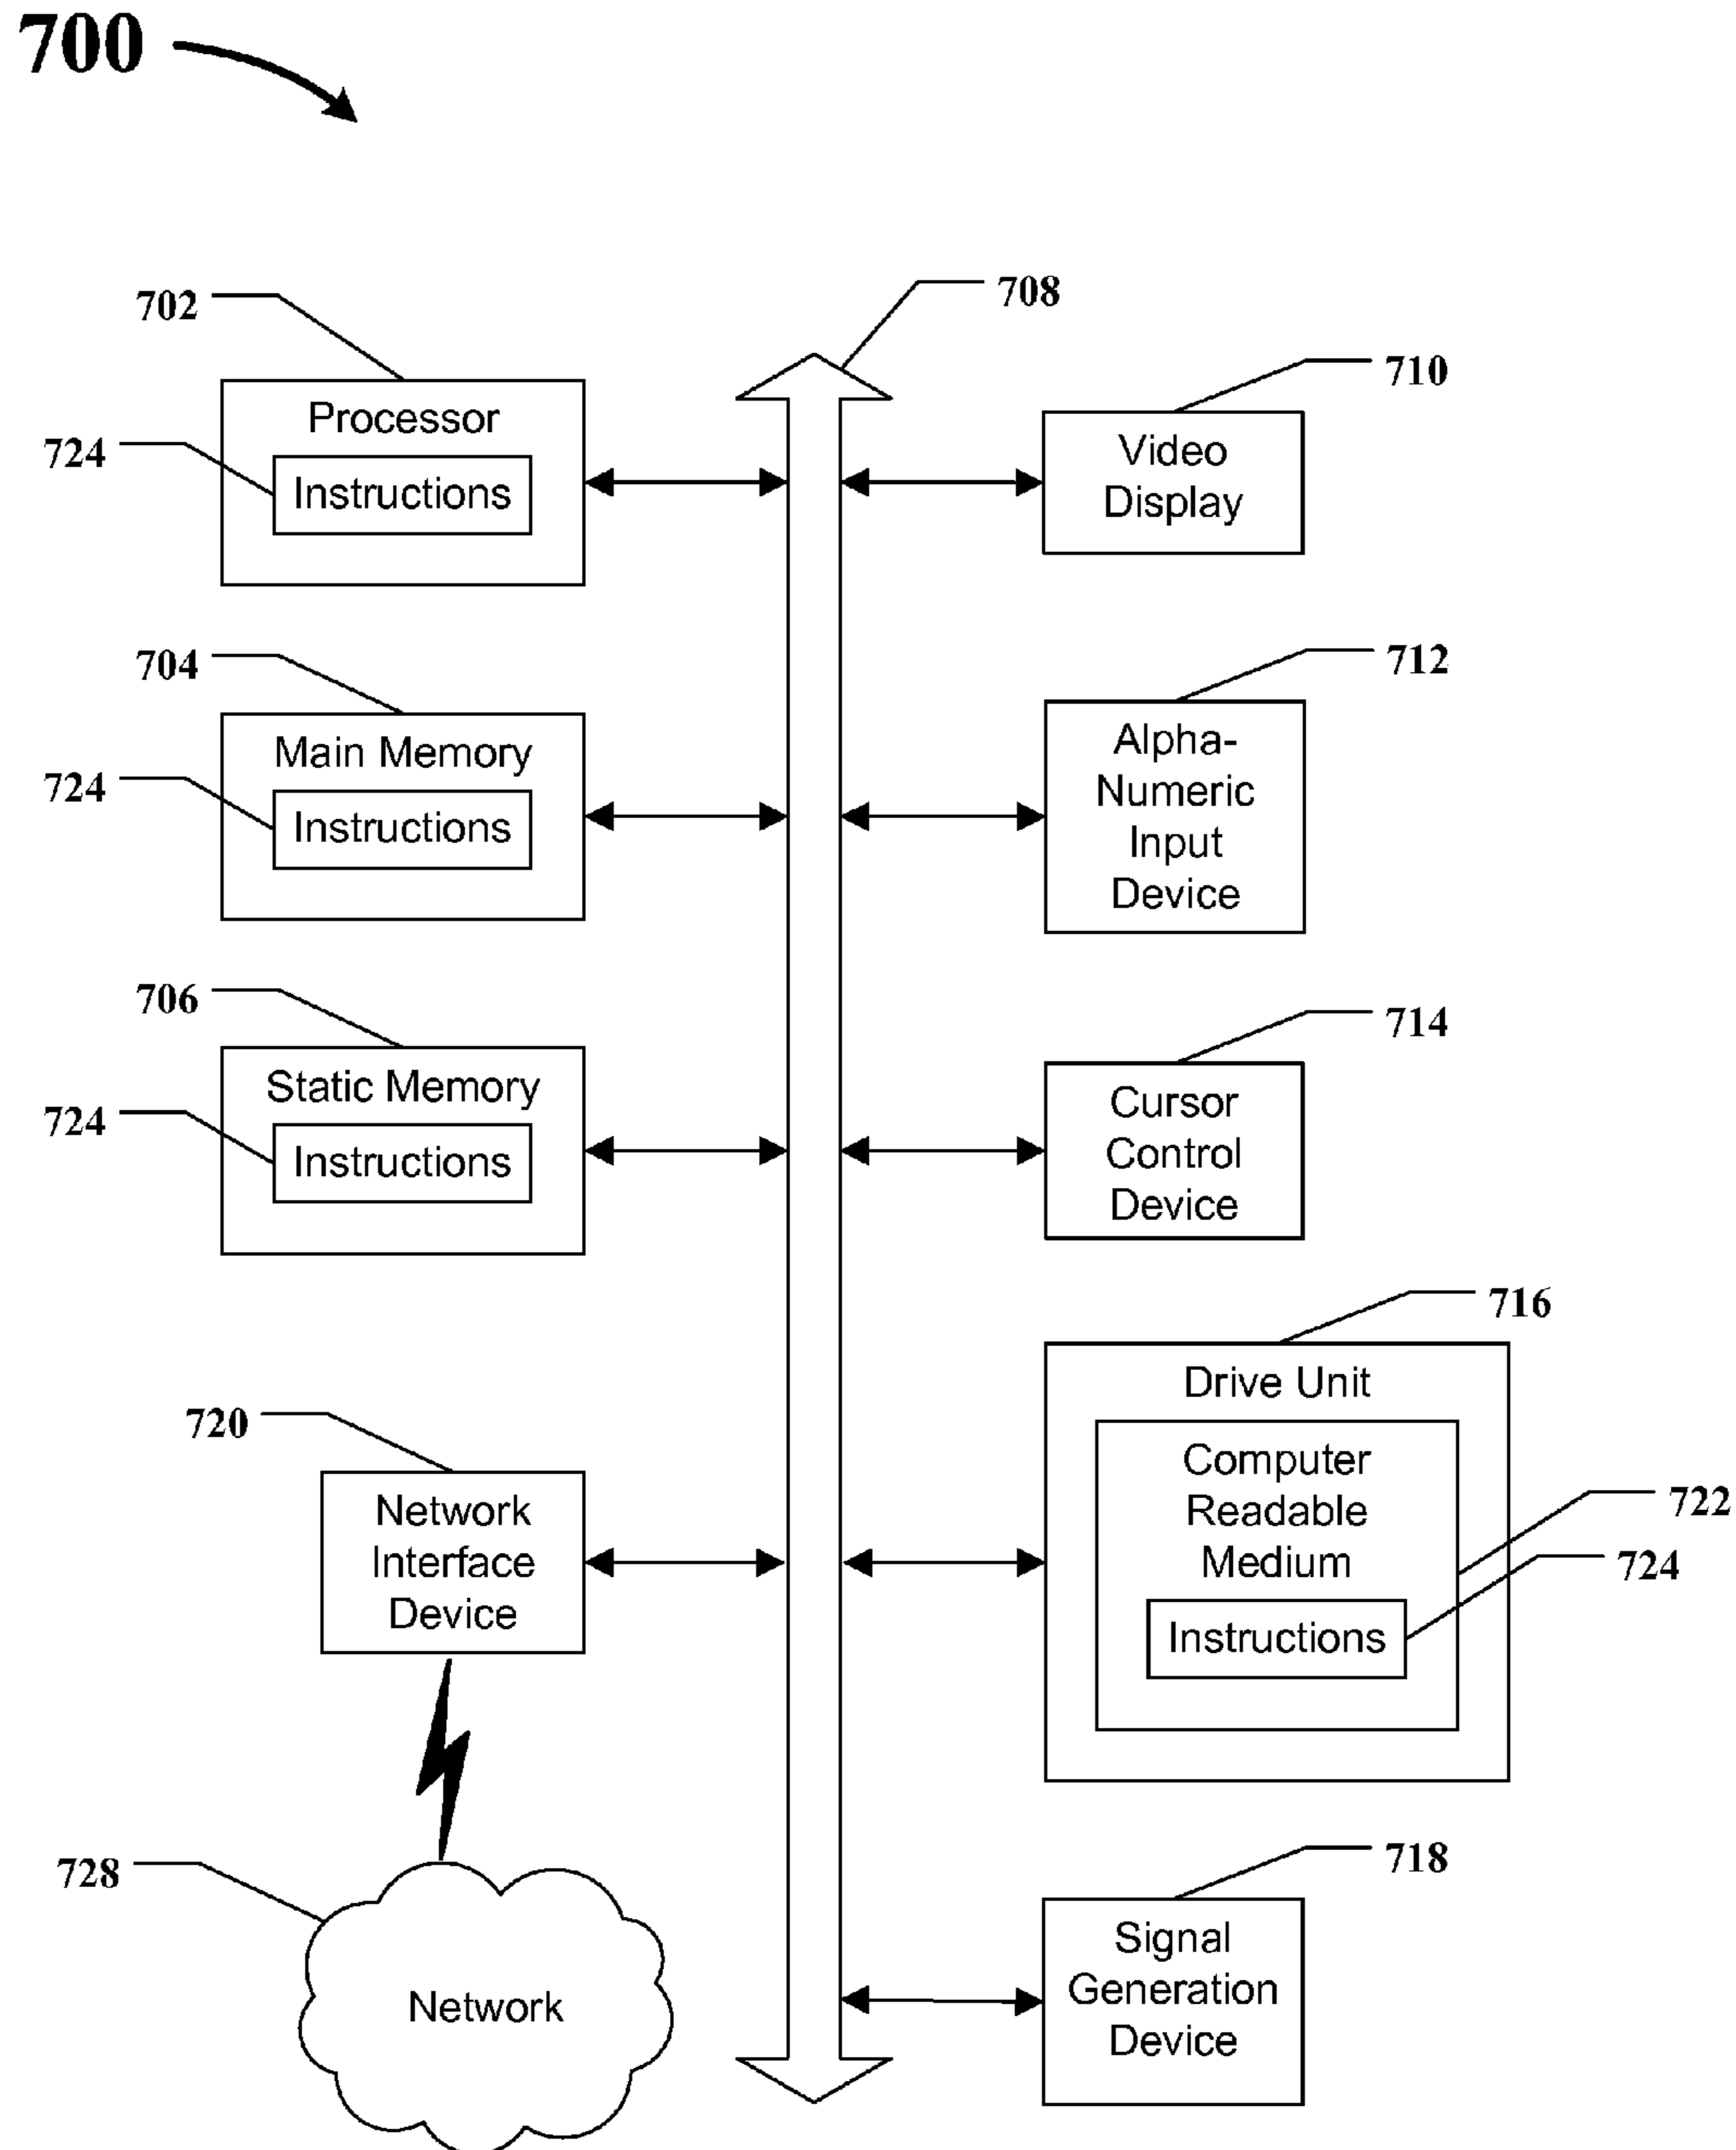 700
702
708
710
Processor
724
Instructions
Video
Display
704
712
Main Memory
724
Instructions
Alpha-
Numeric
Input
Device
706
714
Static Memory
724
Instructions
Cursor
Control
Device
716
Drive Unit
720
Network
Interface
Device
Computer
Readable
Medium
722
724
Instructions
728
Network
718
Signal
Generation
Device